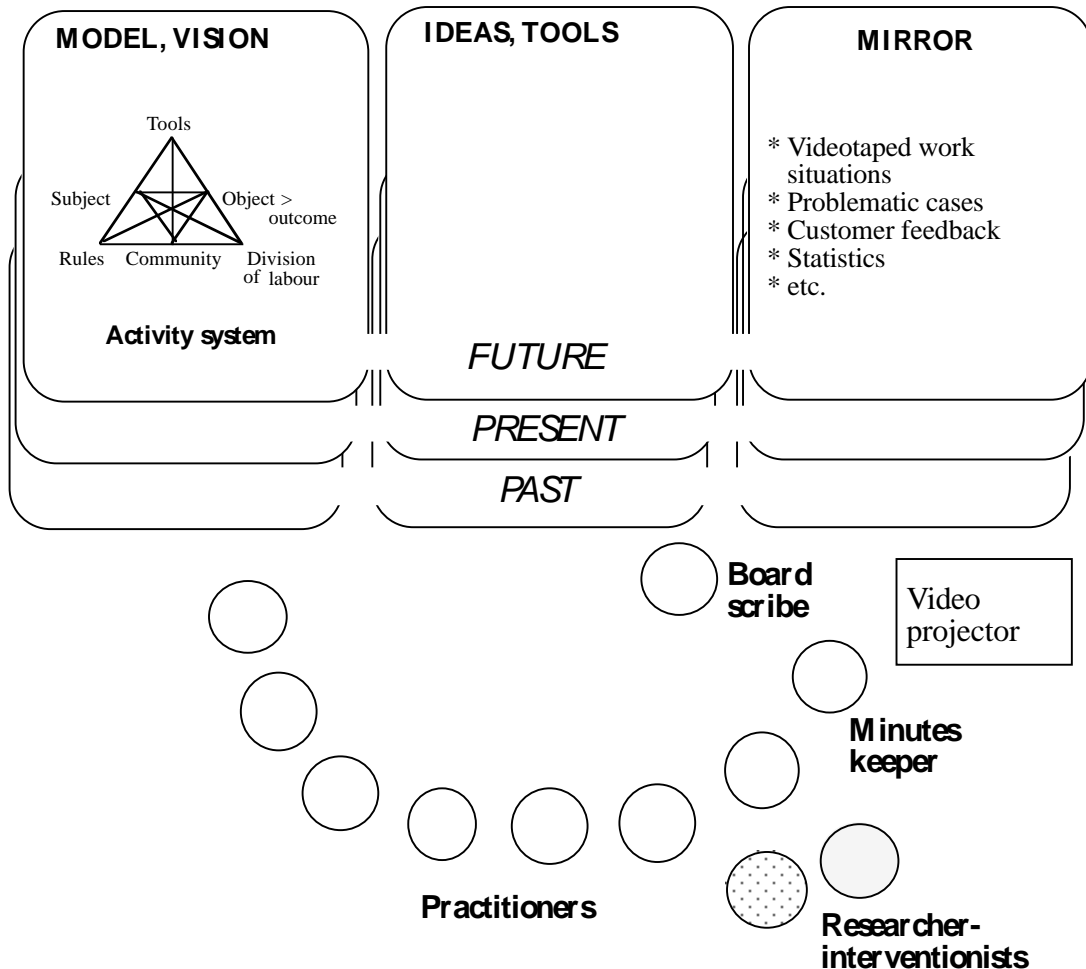 MODEL, VISION
Tools
Subject
Object >
outcome
Rules
Community
Division
of labour
Activity system
IDEAS, TOOLS
MIRROR
* Videotaped work
situations
* Problematic cases
* Customer feedback
* Statistics
* etc.
FUTURE
PRESENT
PAST
Board
scribe
Video
projector
Minutes
keeper
Practitioners
Researcher-
interventionists